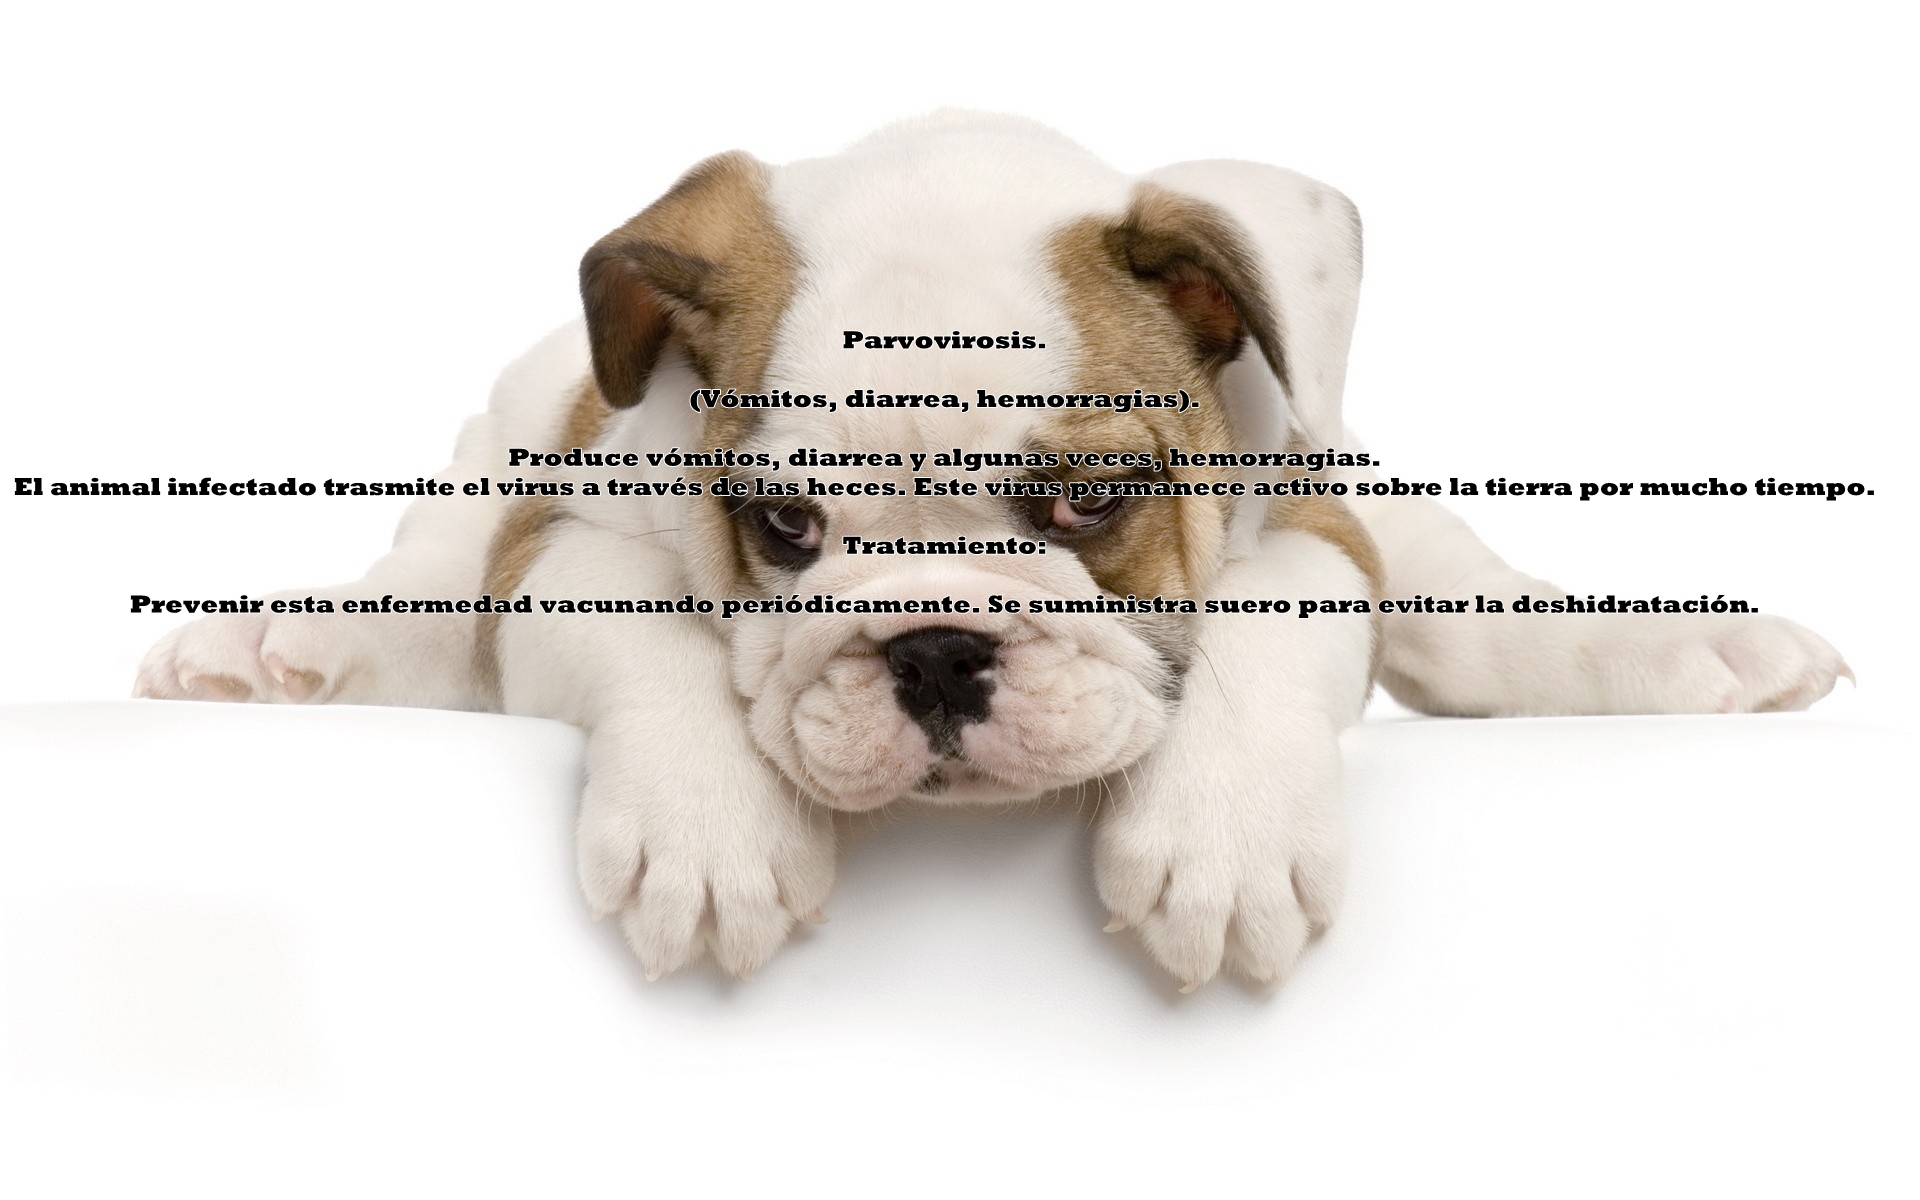 Parvovirosis.
(Vómitos, diarrea, hemorragias).
Produce vómitos, diarrea y algunas veces, hemorragias.
El animal infectado trasmite el virus a través de las heces. Este virus permanece activo sobre la tierra por mucho tiempo.
Tratamiento:
Prevenir esta enfermedad vacunando periódicamente. Se suministra suero para evitar la deshidratación.